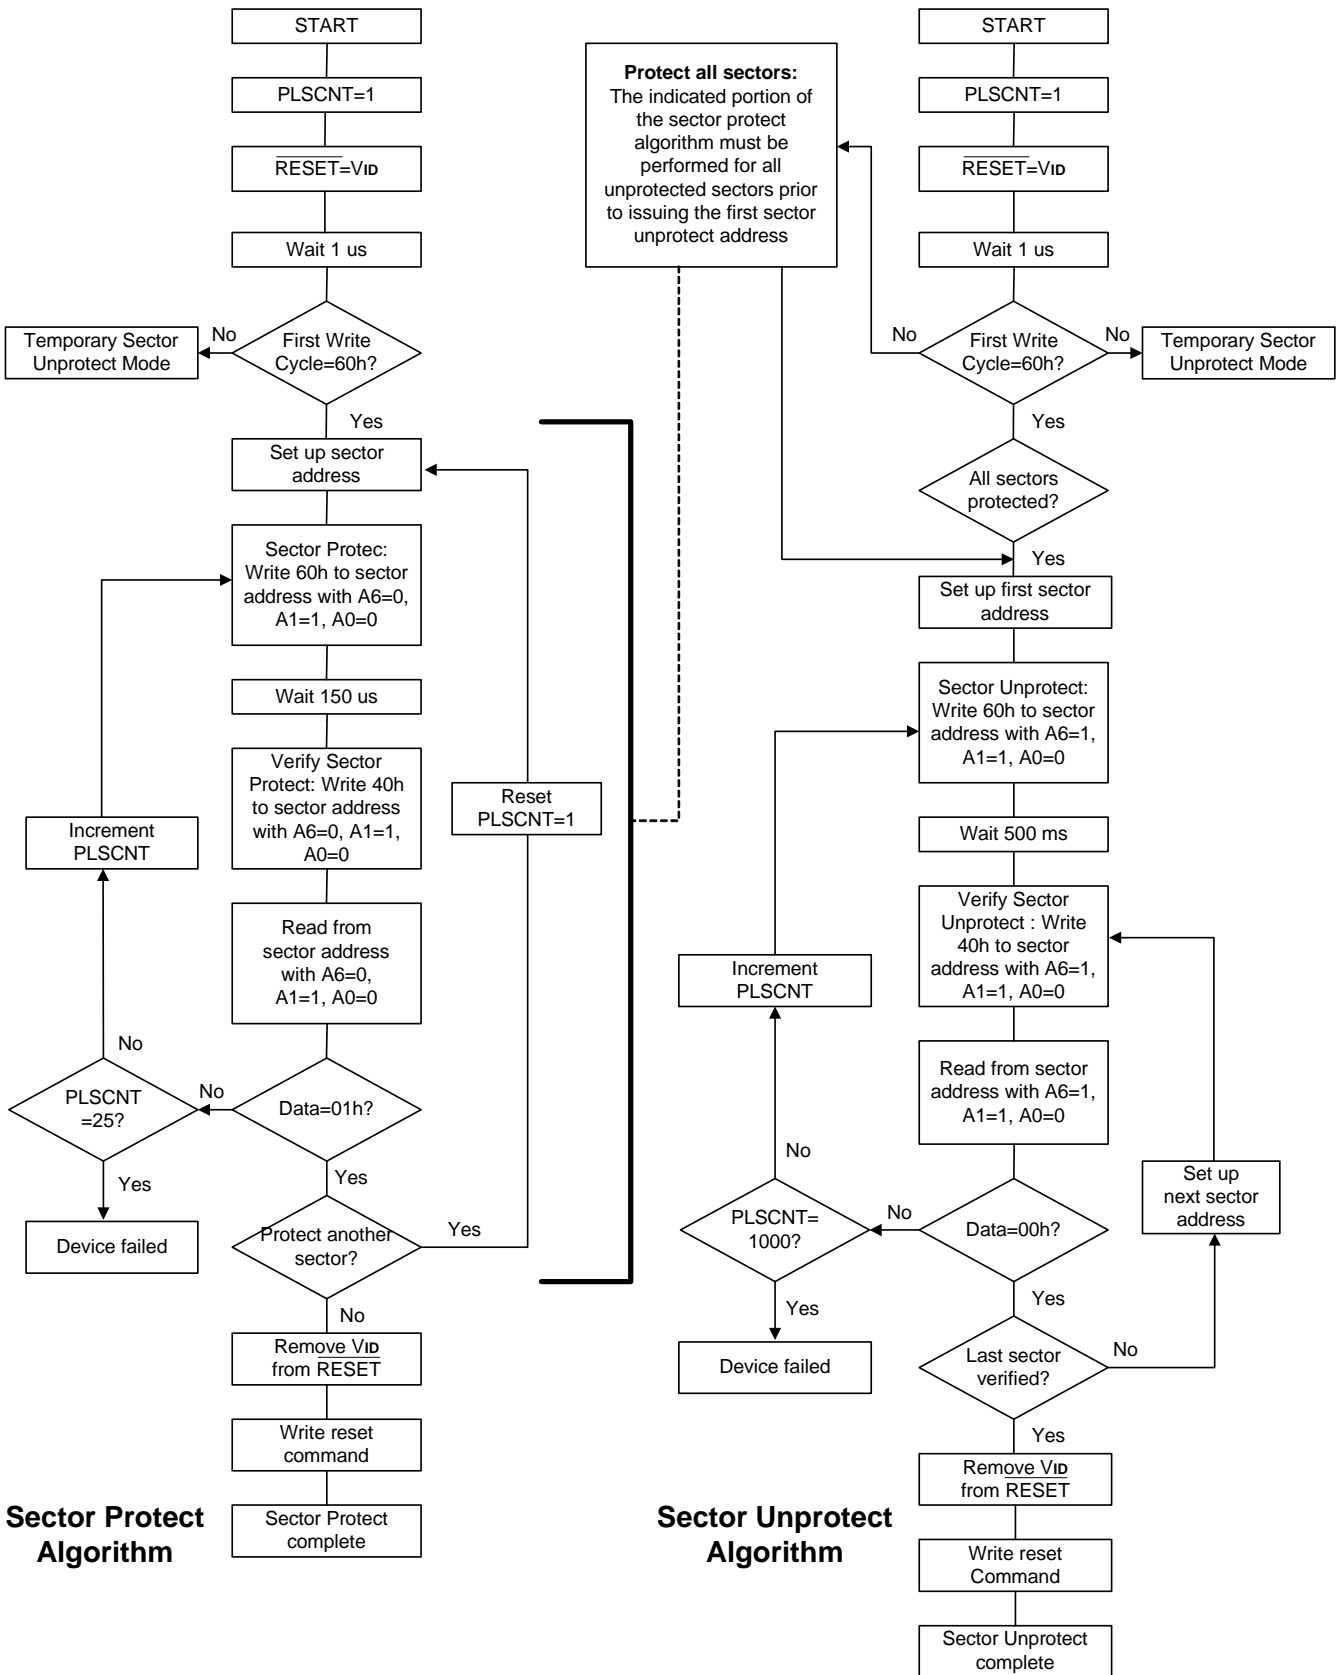 START
PLSCNT=1
RESET=VID
Wait 1 us
First Write
Cycle=60h?
No
Temporary Sector
Unprotect Mode
Yes
Set up sector
address
Sector Protec:
Write 60h to sector
address with A6=0,
A1=1, A0=0
Wait 150 us
Verify Sector
Protect: Write 40h
to sector address
with A6=0, A1=1,
A0=0
Reset
PLSCNT=1
Increment
PLSCNT
Read from
sector address
with A6=0,
A1=1, A0=0
No
PLSCNT
=25?
No
Data=01h?
Yes
Device failed
Yes
Protect another
sector?
Yes
No
Remove VID
from RESET
Write reset
command
Sector Protect
complete
Sector Protect
Algorithm
Protect all sectors:
The indicated portion of
the sector protect
algorithm must be
performed for all
unprotected sectors prior
to issuing the first sector
unprotect address
START
PLSCNT=1
RESET=VID
Wait 1 us
No
First Write
Cycle=60h?
No
Temporary Sector
Unprotect Mode
Yes
All sectors
protected?
Yes
Set up first sector
address
Sector Unprotect:
Write 60h to sector
address with A6=1,
A1=1, A0=0
Wait 500 ms
Verify Sector
Unprotect : Write
40h to sector
address with A6=1,
A1=1, A0=0
Increment
PLSCNT
Read from sector
address with A6=1,
A1=1, A0=0
No
PLSCNT=
1000?
No
Data=00h?
Set up
next sector
address
Yes
Device failed
Yes
Last sector
verified?
No
Yes
Remove VID
from RESET
Write reset
Command
Sector Unprotect
complete
Sector Unprotect
Algorithm